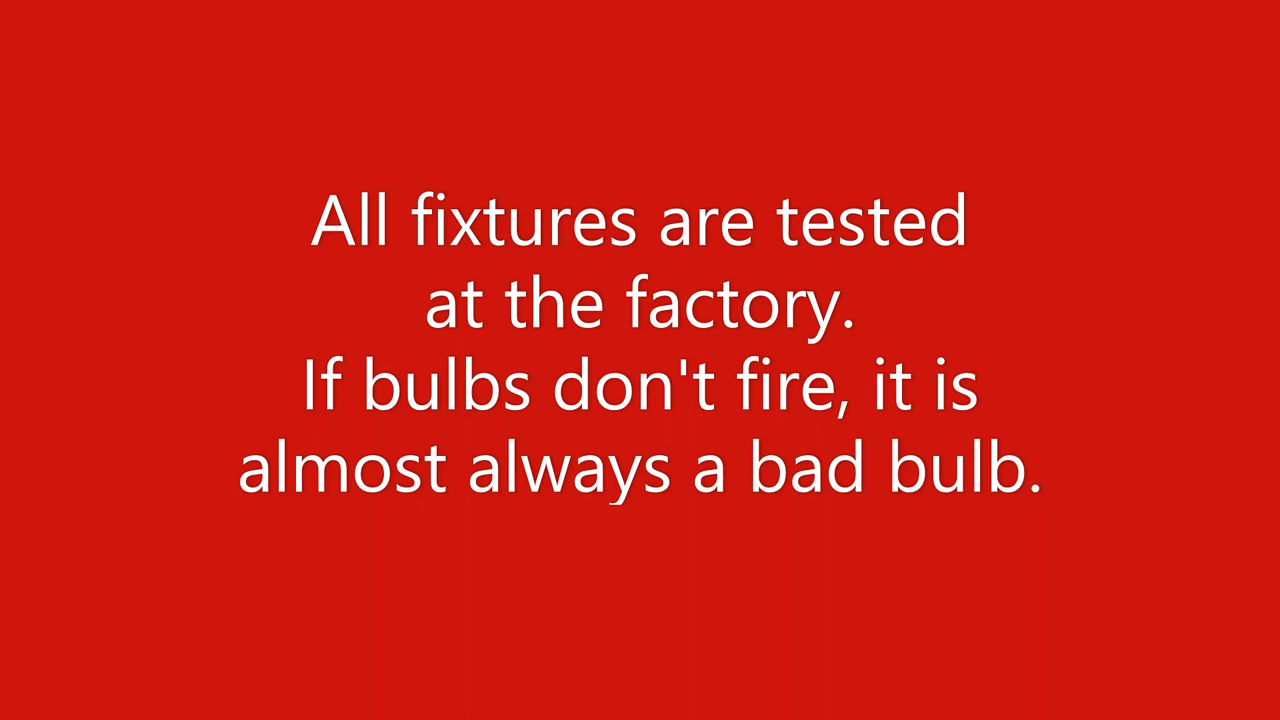 All fixtures are tested
at the factory.
If bulbs don't fire, it is
almost always a bad bulb.